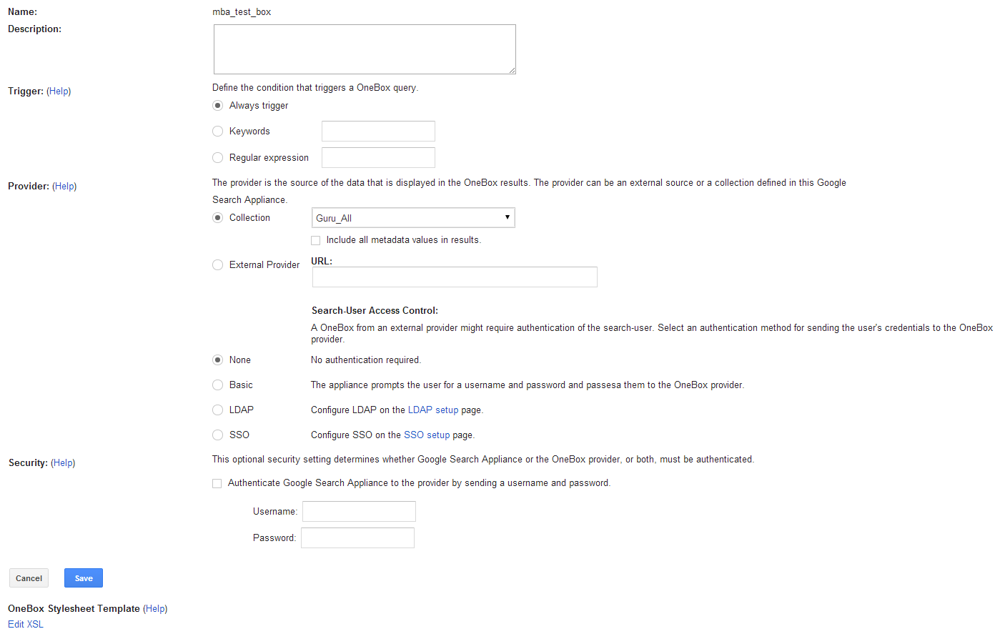 Name: mba_test_box
Description:
Trigger: (Help) Define the condition that triggers a OneBox query.
Always trigger
Keywords
Regular expression
Provider: (Help) The provider is the source of the data that is displayed in the OneBox results. The provider can be an external source or a collection defined in this Google
Search Appliance.
Collection Guru_All
Include all metadata values in results.
External Provider URL:
Search-User Access Control:
A OneBox from an external provider might require authentication of the search-user. Select an authentication method for sending the user's credentials to the OneBox
provider.
None No authentication required.
Basic The appliance prompts the user for a username and password and passesa them to the OneBox provider.
LDAP Configure LDAP on the LDAP setup page.
SSO Configure SSO on the SSO setup page.
Security: (Help) This optional security setting determines whether Google Search Appliance or the OneBox provider, or both, must be authenticated.
Authenticate Google Search Appliance to the provider by sending a username and password.
Username:
Password:
Cancel Save
OneBox Stylesheet Template (Help)
Edit XSL